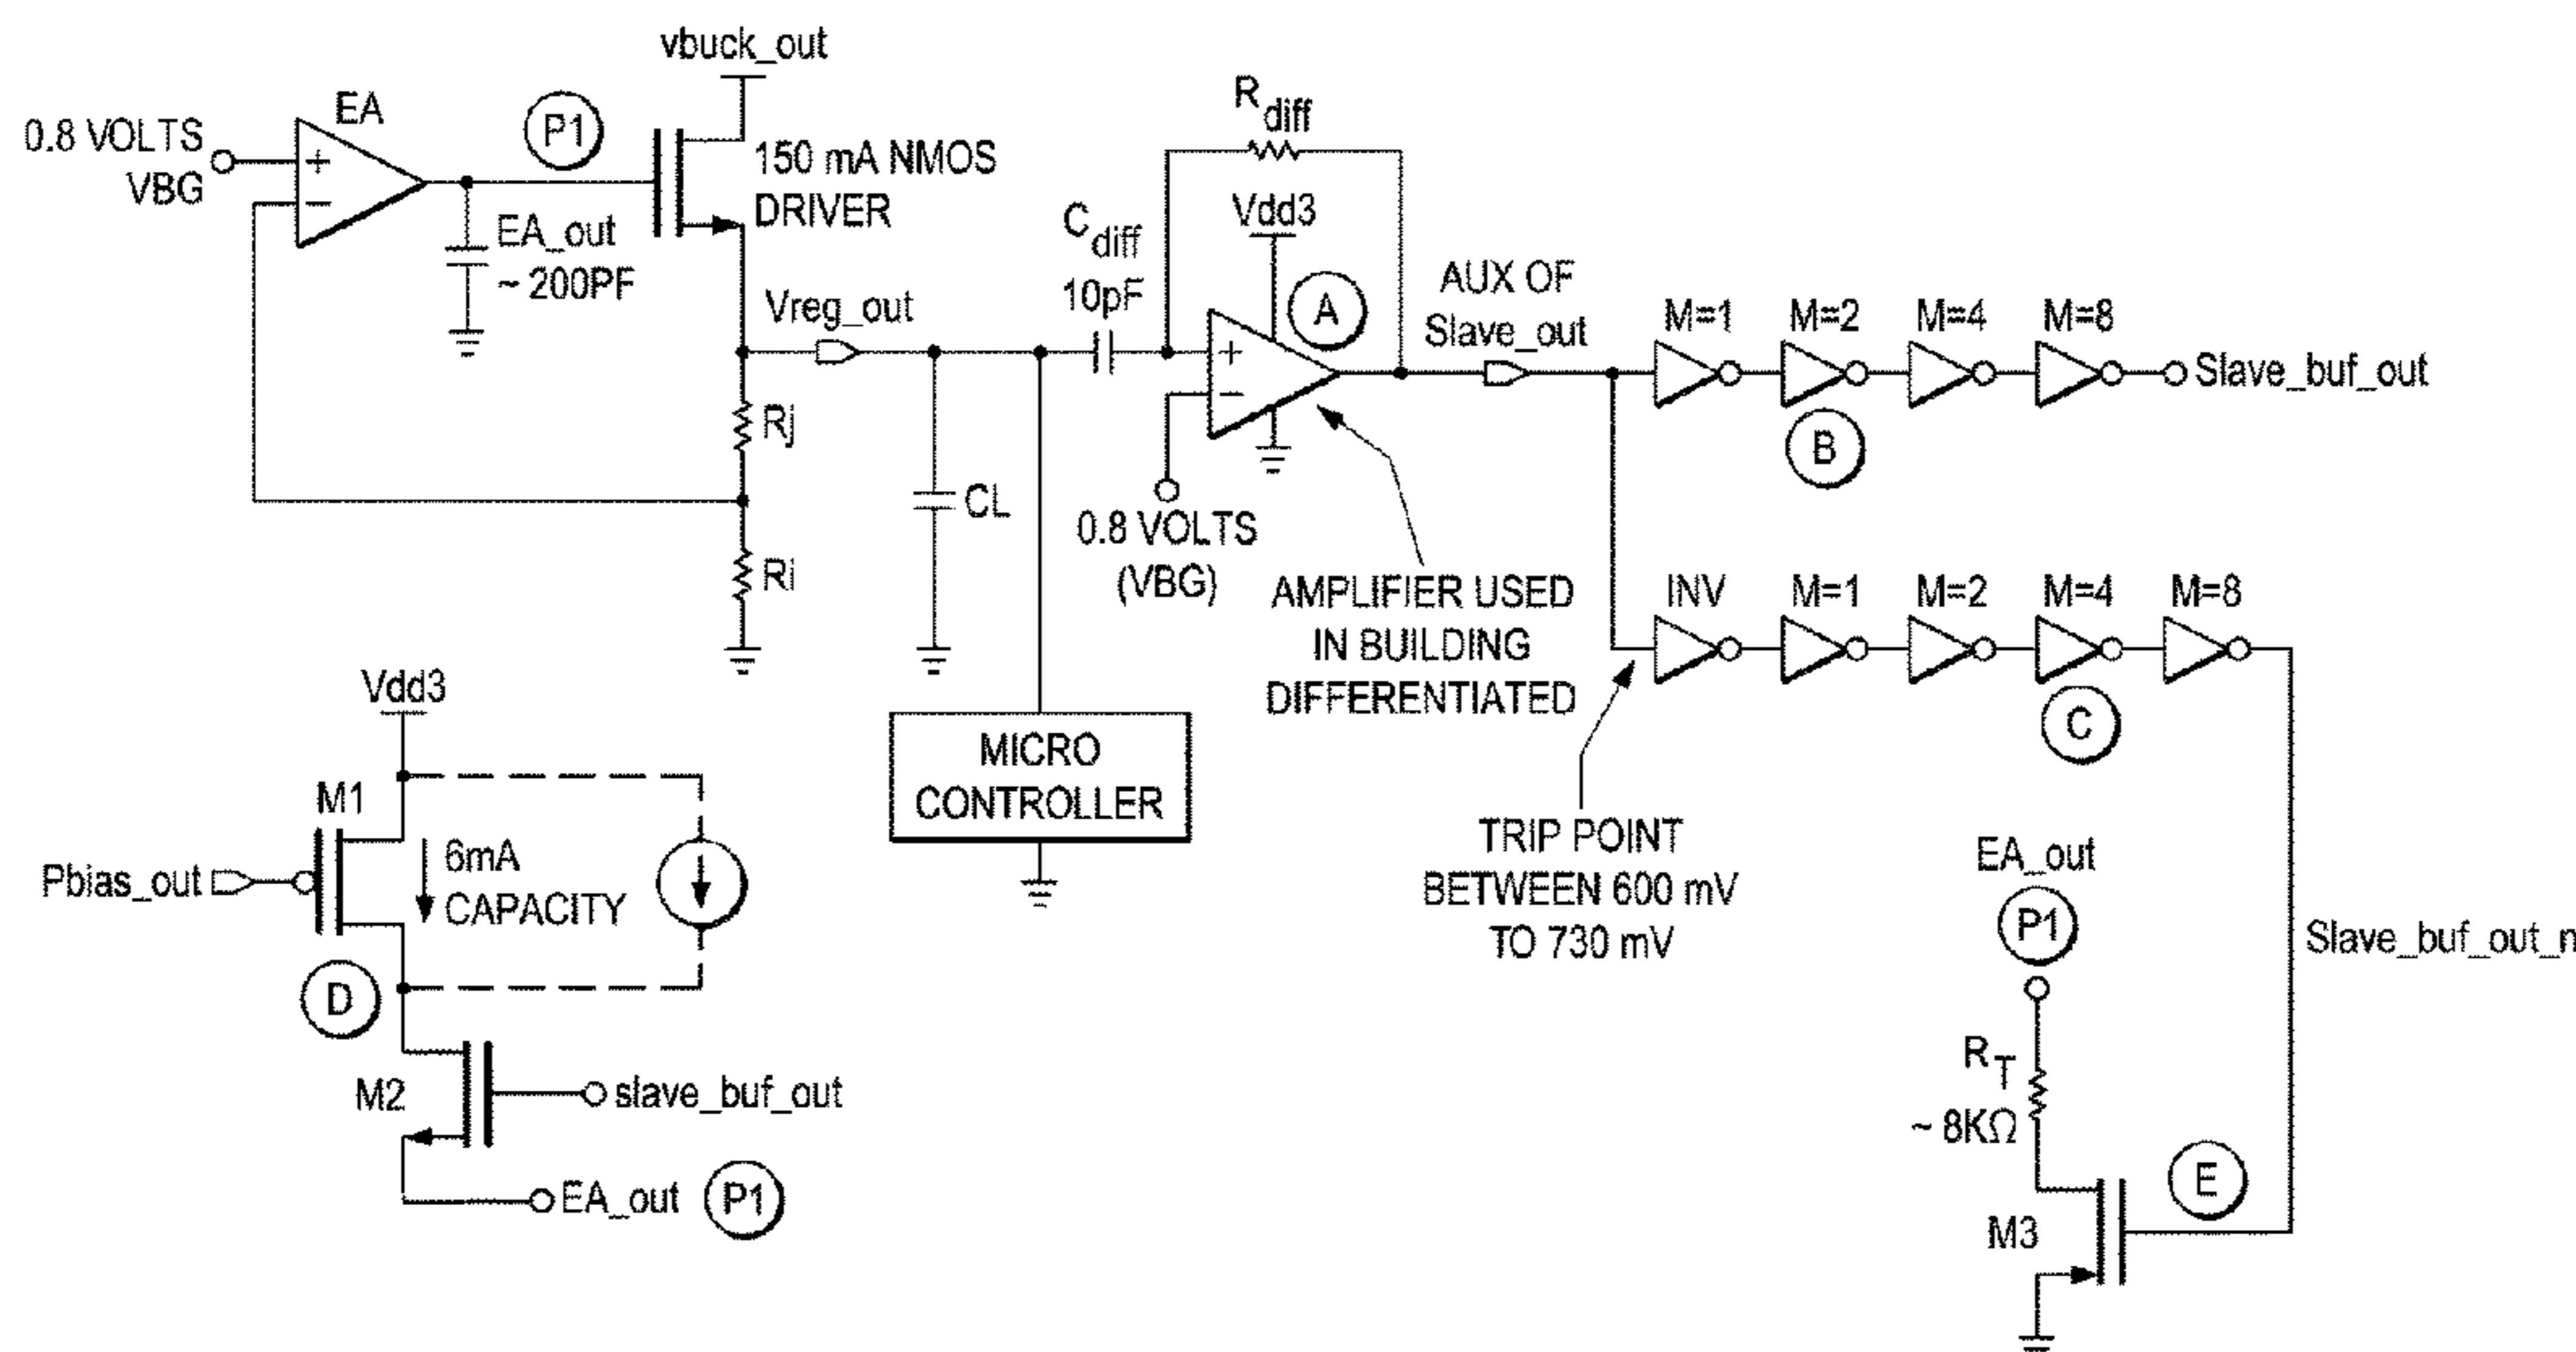 vbuck_out
EA
P1
0.8 VOLTS
VBG
+
−
EA_out
~ 200PF
150 mA NMOS
DRIVER
Vreg_out
Rj
Ri
CL
MICRO
CONTROLLER
Cdiff
10pF
Rdiff
Vdd3
A
+
−
0.8 VOLTS
(VBG)
AMPLIFIER USED
IN BUILDING
DIFFERENTIATED
AUX OF
Slave_out
M=1
M=2
M=4
M=8
Slave_buf_out
B
INV
M=1
M=2
M=4
M=8
C
TRIP POINT
BETWEEN 600 mV
TO 730 mV
Vdd3
M1
6mA
CAPACITY
Pbias_out
D
M2
slave_buf_out
EA_out
P1
EA_out
P1
RT
~ 8KΩ
M3
E
Slave_buf_out_n